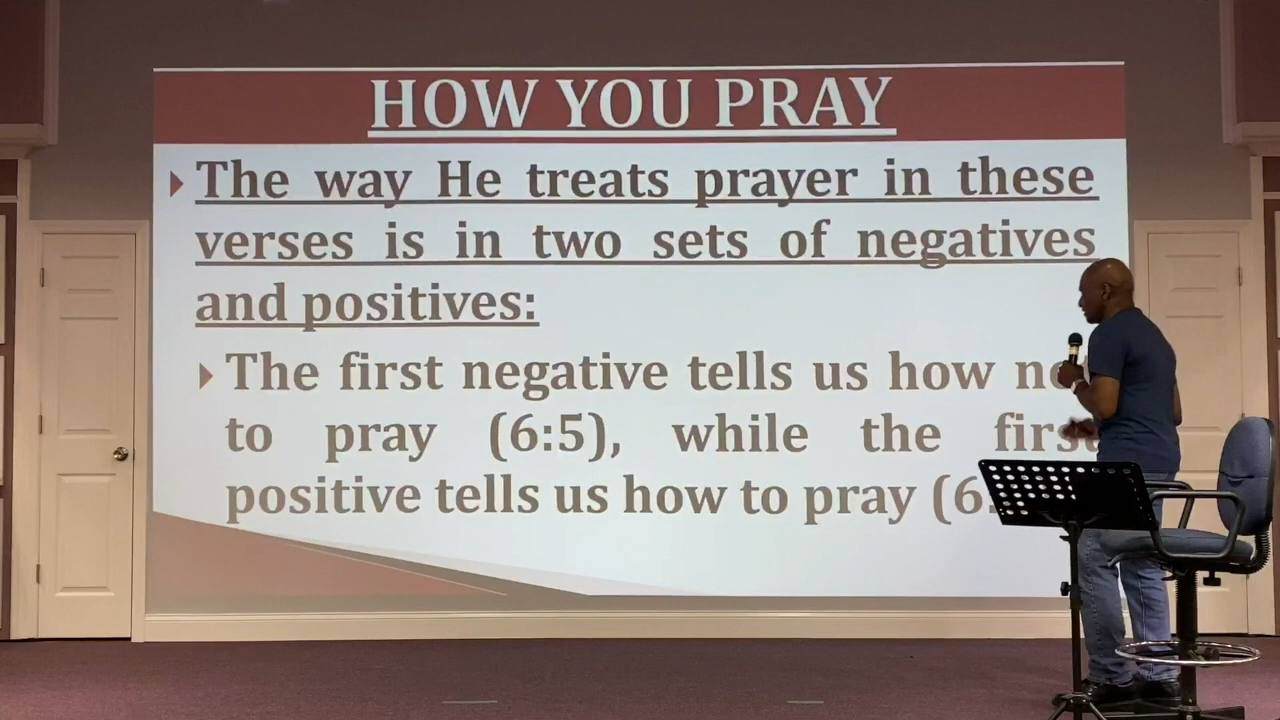 HOW YOU PRAY
The way He treats prayer in these
verses is in two sets of negatives
and positives:
The first negative tells us how
to pray (6:5), while the first
positive tells us how to pray (6: